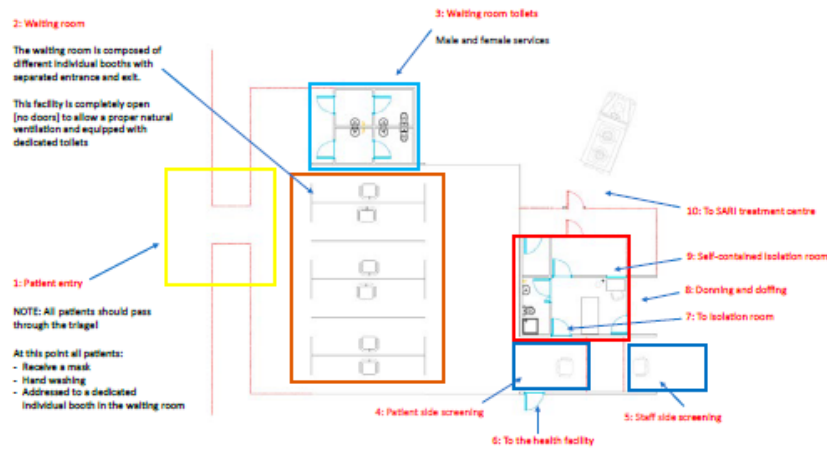 2: Waiting room
The waiting room is composed of
different individual booths with
separated entrance and exit.
This facility is completely open
[no doors] to allow a proper natural
ventilation and equipped with
dedicated toilets
3: Waiting room toilets
Male and female services
1: Patient entry
NOTE: All patients should pass
through the triage!
At this point all patients:
- Receive a mask
- Hand washing
- Addressed to a dedicated
individual booth in the waiting room
10: To SARI treatment centre
9: Self-contained isolation room
8: Donning and doffing
7: To isolation room
4: Patient side screening
5: Staff side screening
6: To the health facility